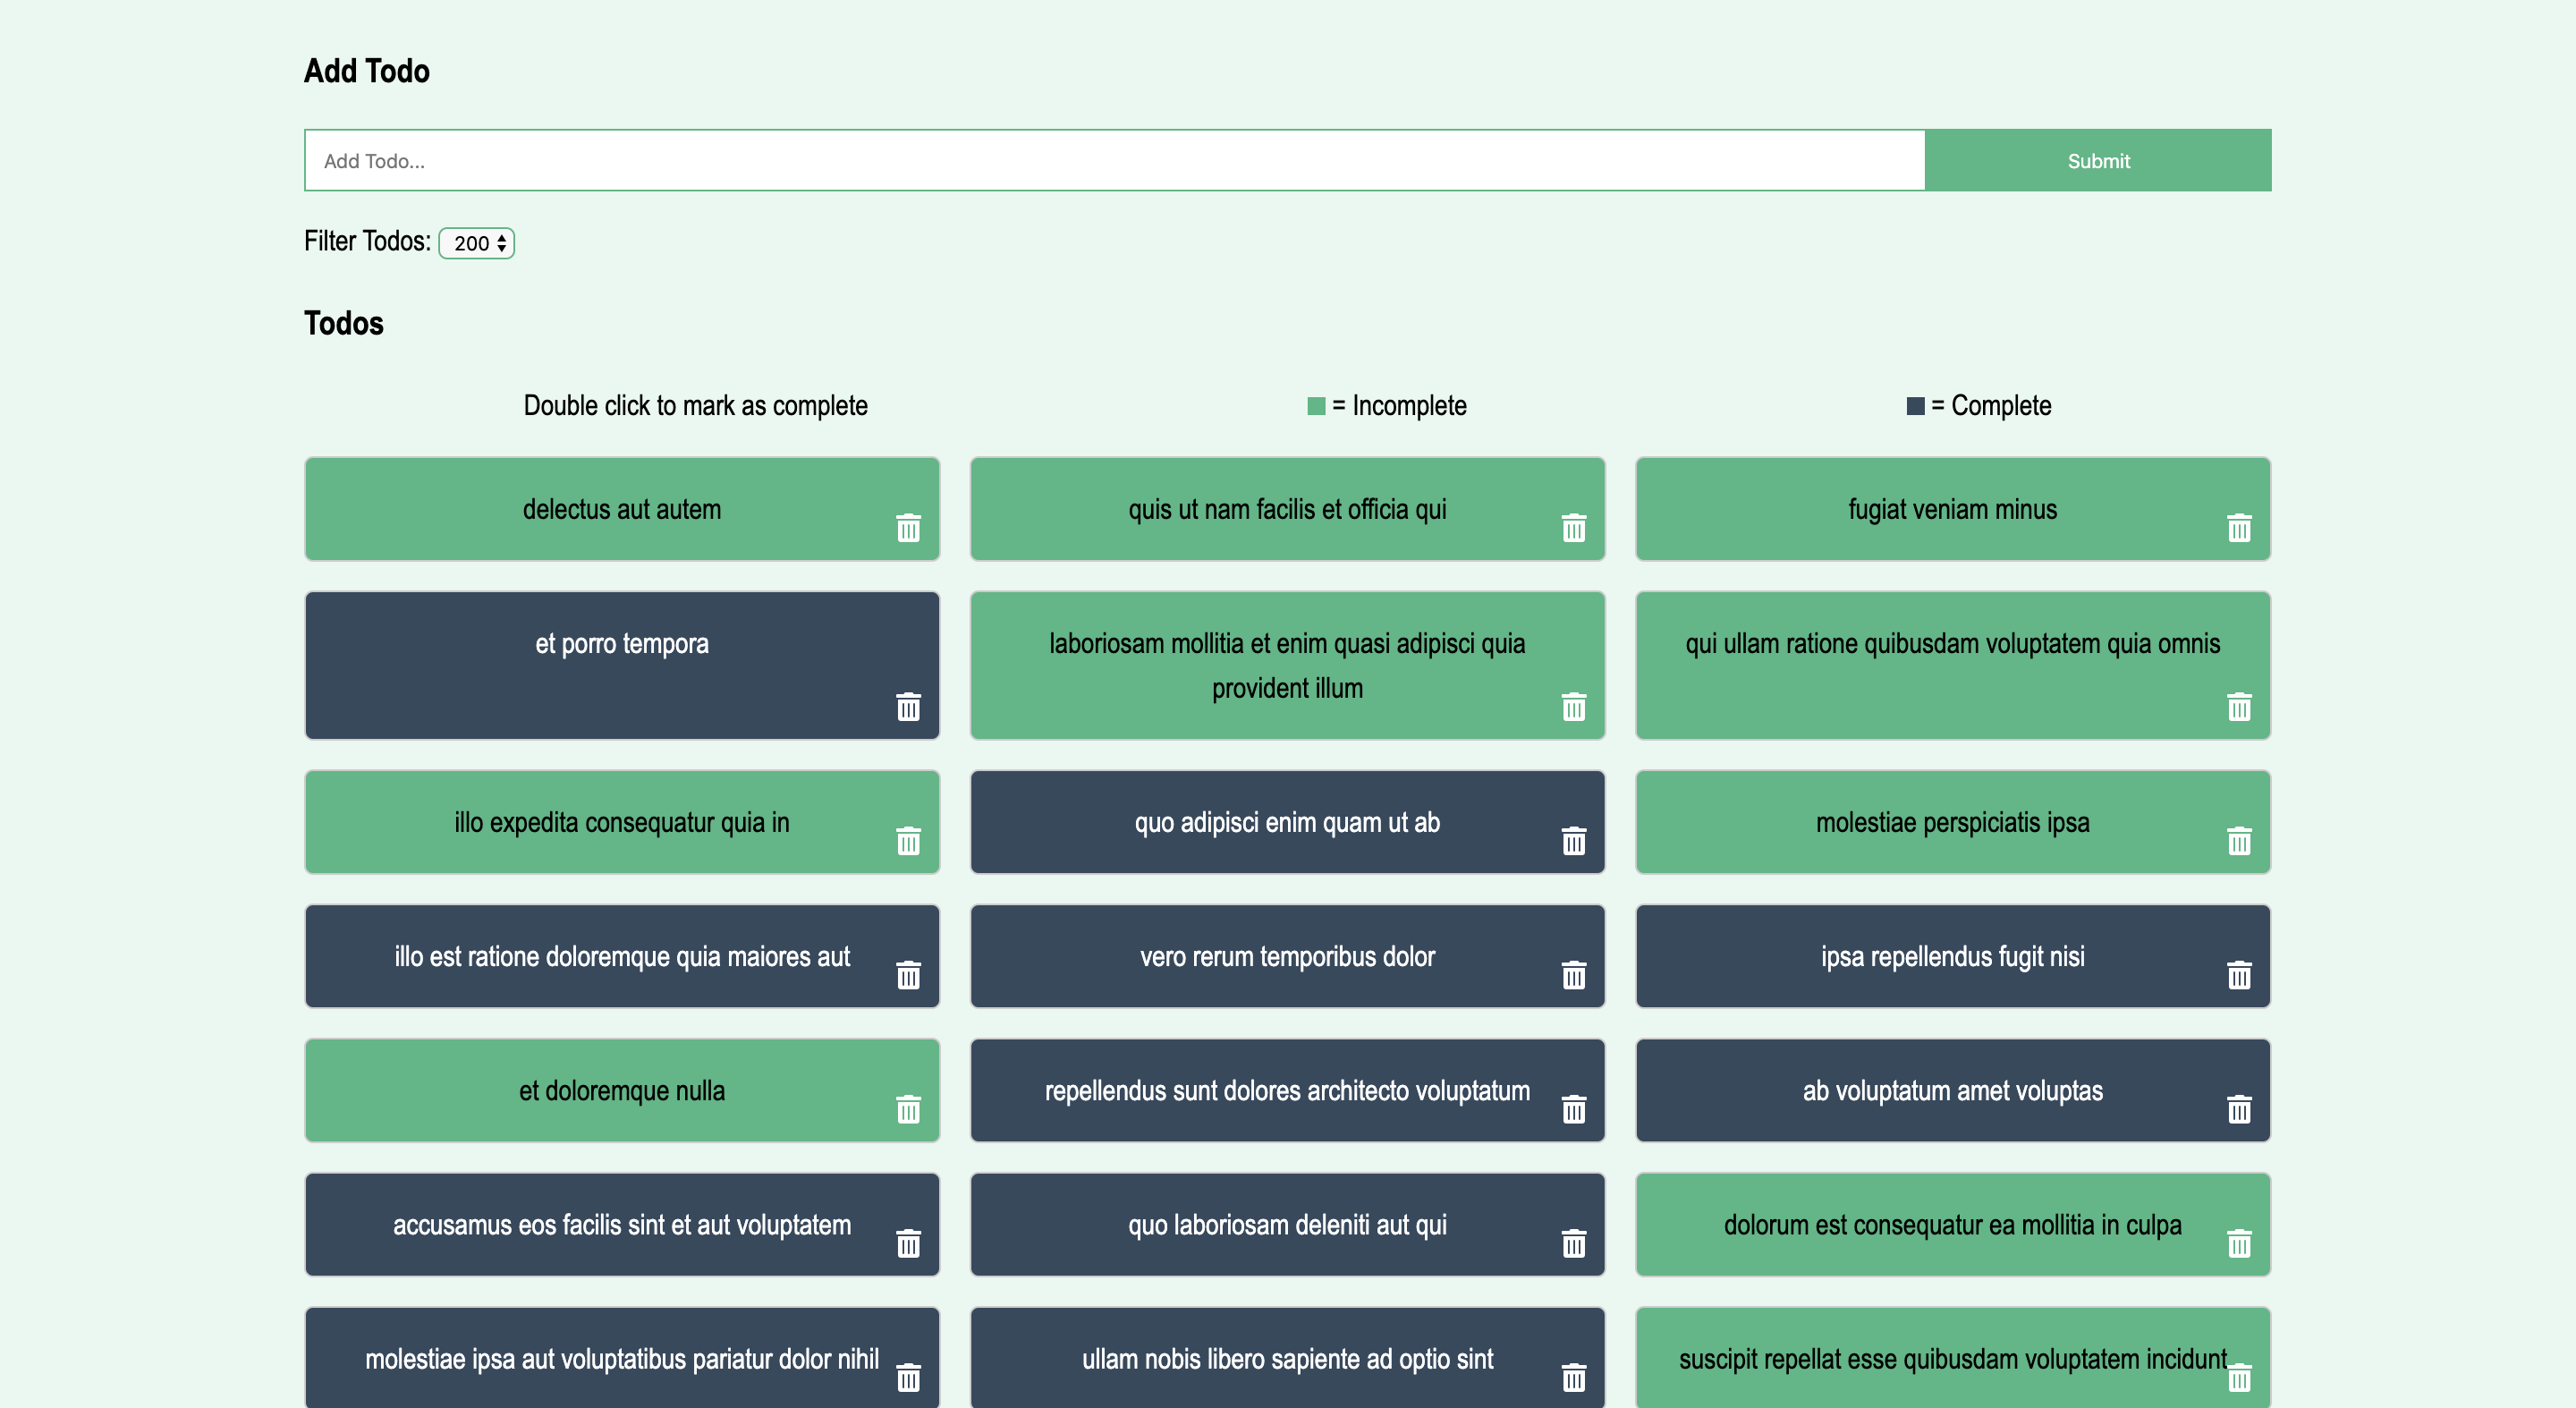 Add Todo
Add Todo...
Submit
Filter Todos: 200
Todos
Double click to mark as complete
= Incomplete
= Complete
delectus aut autem
quis ut nam facilis et officia qui
fugiat veniam minus
et porro tempora
laboriosam mollitia et enim quasi adipisci quia
provident illum
qui ullam ratione quibusdam voluptatem quia omnis
illo expedita consequatur quia in
quo adipisci enim quam ut ab
molestiae perspiciatis ipsa
illo est ratione doloremque quia maiores aut
vero rerum temporibus dolor
ipsa repellendus fugit nisi
et doloremque nulla
repellendus sunt dolores architecto voluptatum
ab voluptatum amet voluptas
accusamus eos facilis sint et aut voluptatem
quo laboriosam deleniti aut qui
dolorum est consequatur ea mollitia in culpa
molestiae ipsa aut voluptatibus pariatur dolor nihil
ullam nobis libero sapiente ad optio sint
suscipit repellat esse quibusdam voluptatem incidunt